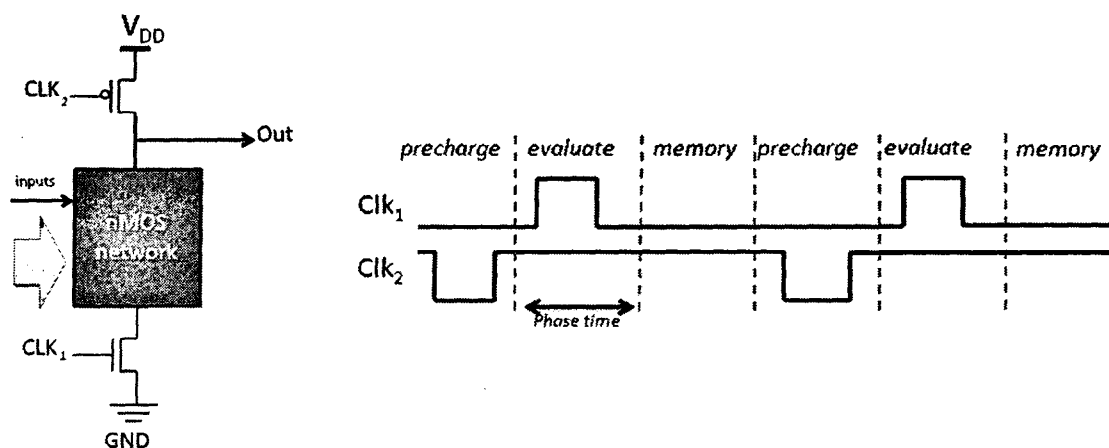 V_DD
CLK_2
Out
inputs
nMOS
network
CLK_1
GND
precharge evaluate memory precharge evaluate memory
Clk_1
Clk_2
Phase time